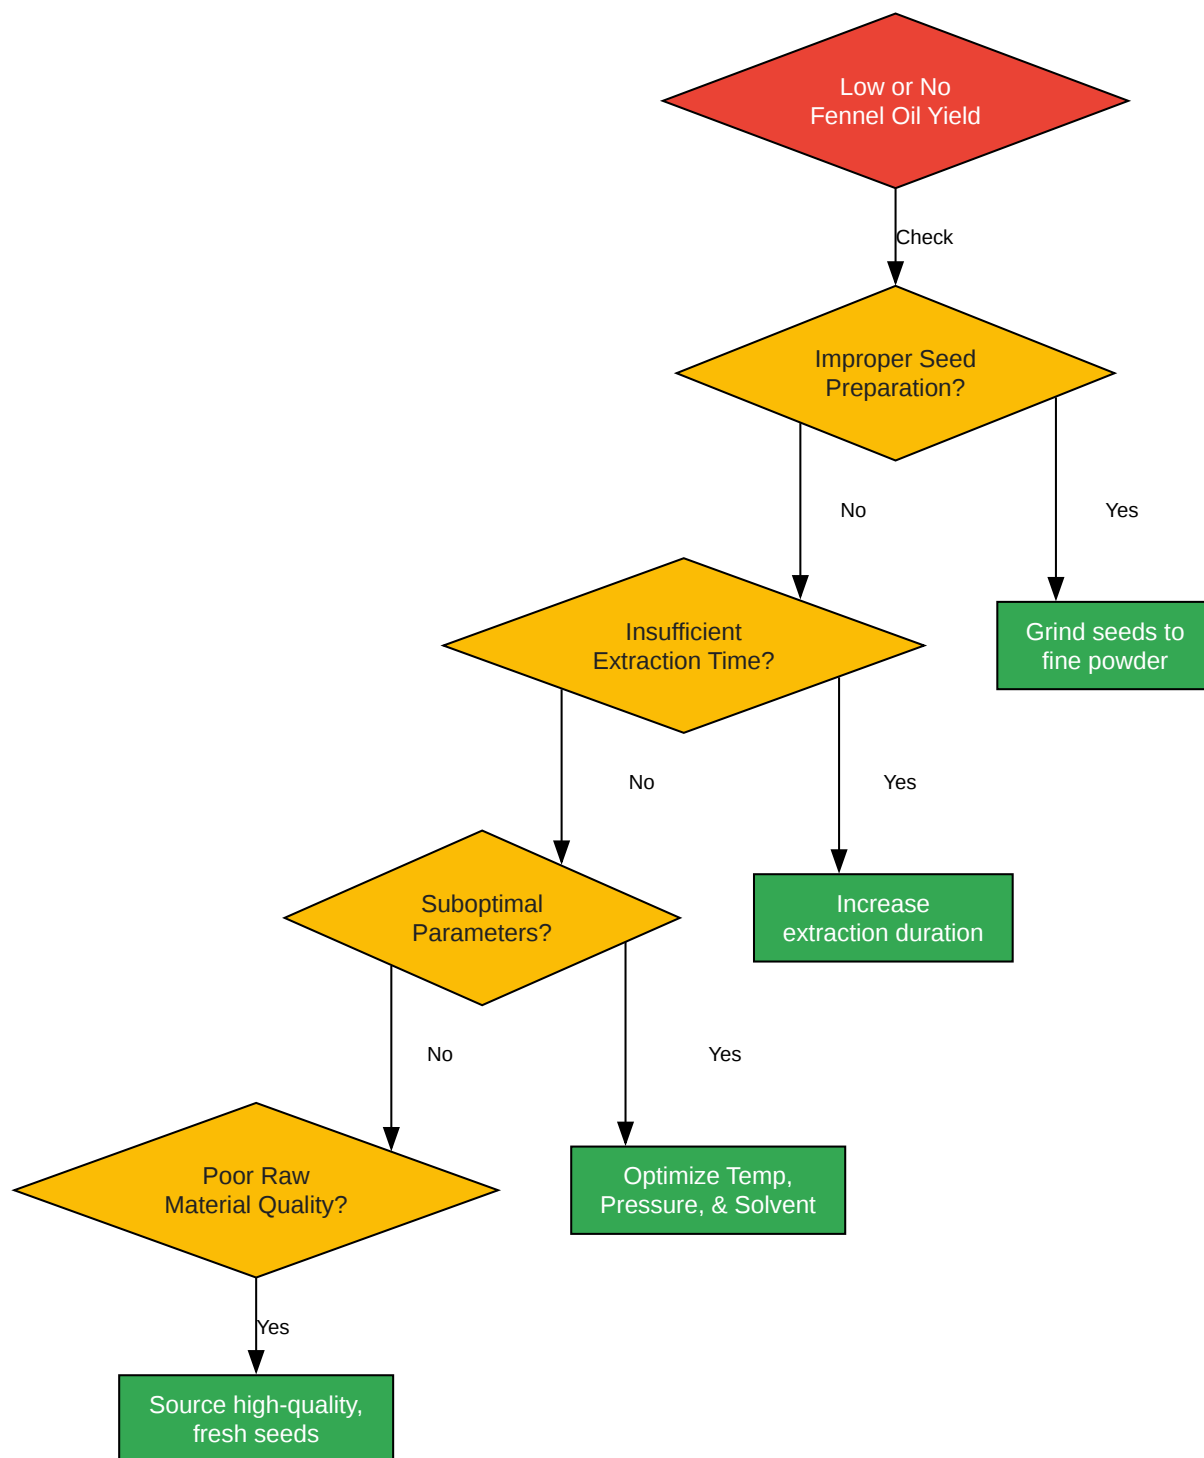 Low or No
Fennel Oil Yield
Check
Improper Seed
Preparation?
No
Yes
Insufficient
Extraction Time?
Grind seeds to
fine powder
No
Yes
Suboptimal
Parameters?
Increase
extraction duration
No
Yes
Poor Raw
Material Quality?
Optimize Temp,
Pressure, & Solvent
Yes
Source high-quality,
fresh seeds